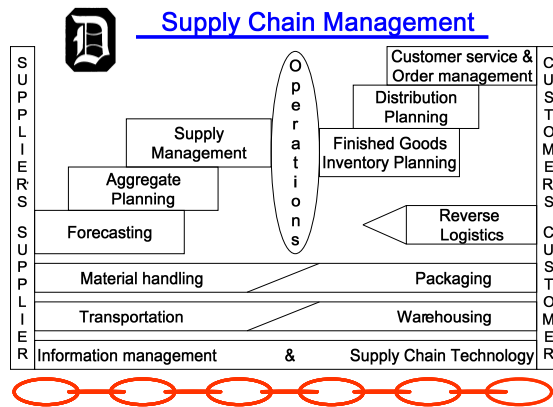 Supply Chain Management
D
SUPPLIER'S SUPPLIER
Operations
CUSTOMER'S CUSTOMER
Customer service &
Order management
Distribution
Planning
Finished Goods
Inventory Planning
Supply
Management
Aggregate
Planning
Forecasting
Reverse
Logistics
Material handling
Packaging
Transportation
Warehousing
Information management & Supply Chain Technology